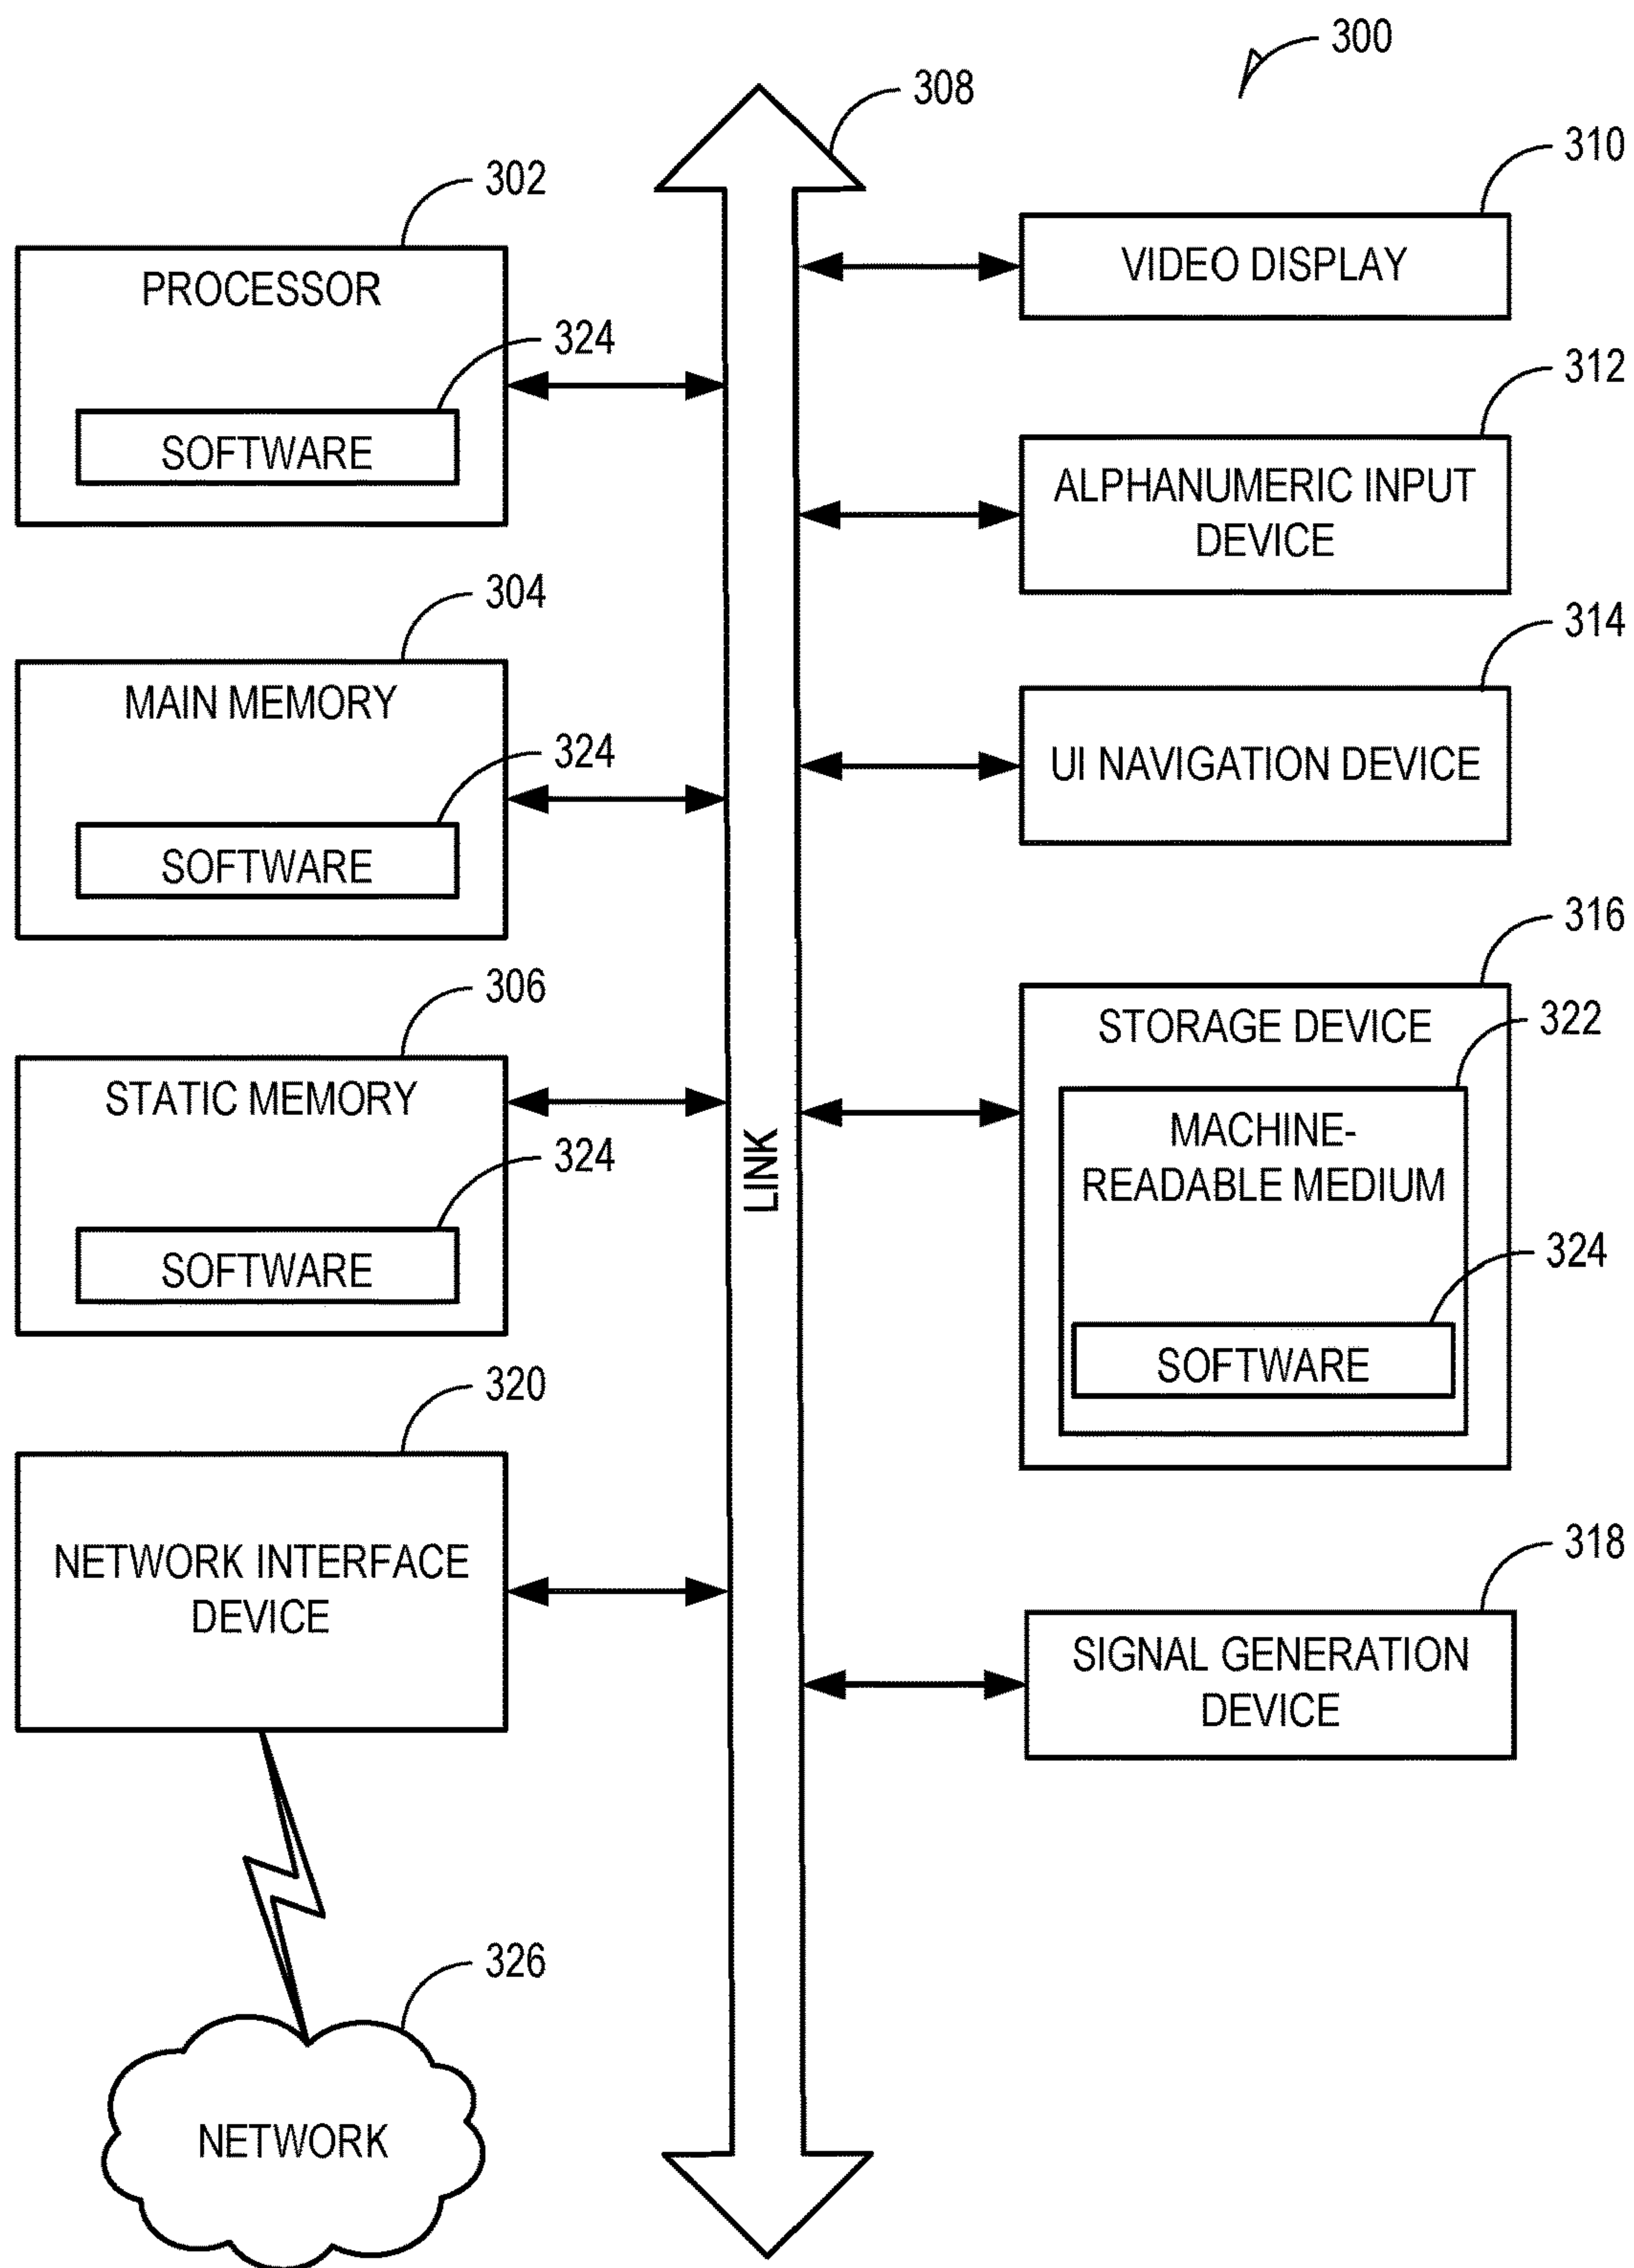 300
308
302
PROCESSOR
324
SOFTWARE
304
MAIN MEMORY
324
SOFTWARE
306
STATIC MEMORY
324
SOFTWARE
320
NETWORK INTERFACE
DEVICE
326
NETWORK
LINK
310
VIDEO DISPLAY
312
ALPHANUMERIC INPUT
DEVICE
314
UI NAVIGATION DEVICE
316
STORAGE DEVICE
322
MACHINE-
READABLE MEDIUM
324
SOFTWARE
318
SIGNAL GENERATION
DEVICE